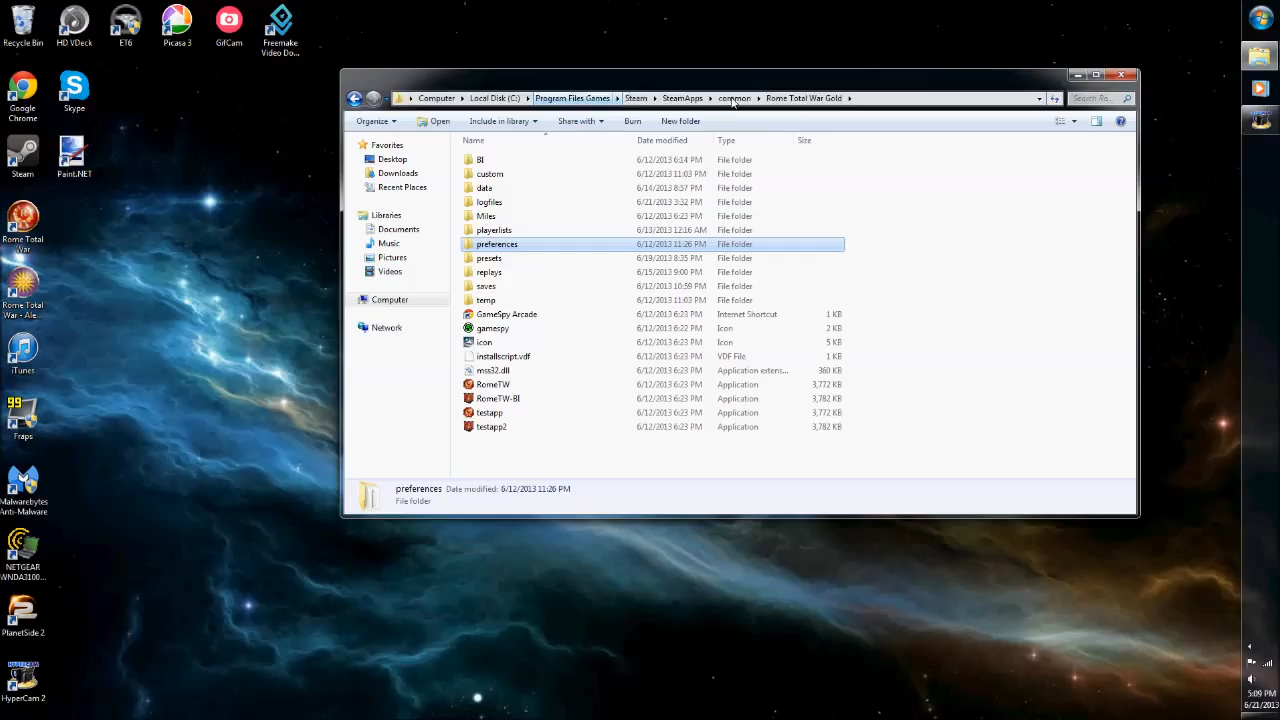 Recycle Bin
HD VDeck
ET6
Picasa 3
GifCam
Freemake
Video Do...
Google
Chrome
Skype
Steam
Paint.NET
Rome Total
War
Rome Total
War - Ale...
iTunes
99
Fraps
Malwarebytes
Anti-Malware
NETGEAR
WNDA3100...
PlanetSide 2
HyperCam 2
Computer
Local Disk (C:)
Program Files Games
Steam
SteamApps
common
Rome Total War Gold
Search Ro...
Organize
Open
Include in library
Share with
Burn
New folder
Favorites
Desktop
Downloads
Recent Places
Libraries
Documents
Music
Pictures
Videos
Computer
Network
Name Date modified Type Size
BI 6/12/2013 6:14 PM File folder
custom 6/12/2013 11:03 PM File folder
data 6/14/2013 8:57 PM File folder
logfiles 6/21/2013 3:32 PM File folder
Miles 6/12/2013 6:23 PM File folder
playerlists 6/13/2013 12:16 AM File folder
preferences 6/12/2013 11:26 PM File folder
presets 6/19/2013 8:35 PM File folder
replays 6/15/2013 9:00 PM File folder
saves 6/12/2013 10:59 PM File folder
temp 6/12/2013 11:03 PM File folder
GameSpy Arcade 6/12/2013 6:23 PM Internet Shortcut 1 KB
gamespy 6/12/2013 6:22 PM Icon 2 KB
icon 6/12/2013 6:23 PM Icon 5 KB
installscript.vdf 6/12/2013 6:23 PM VDF File 1 KB
mss32.dll 6/12/2013 6:23 PM Application extens... 360 KB
RomeTW 6/12/2013 6:23 PM Application 3,772 KB
RomeTW-BI 6/12/2013 6:23 PM Application 3,782 KB
testapp 6/12/2013 6:23 PM Application 3,772 KB
testapp2 6/12/2013 6:23 PM Application 3,782 KB
preferences Date modified: 6/12/2013 11:26 PM
File folder
5:09 PM
6/21/2013